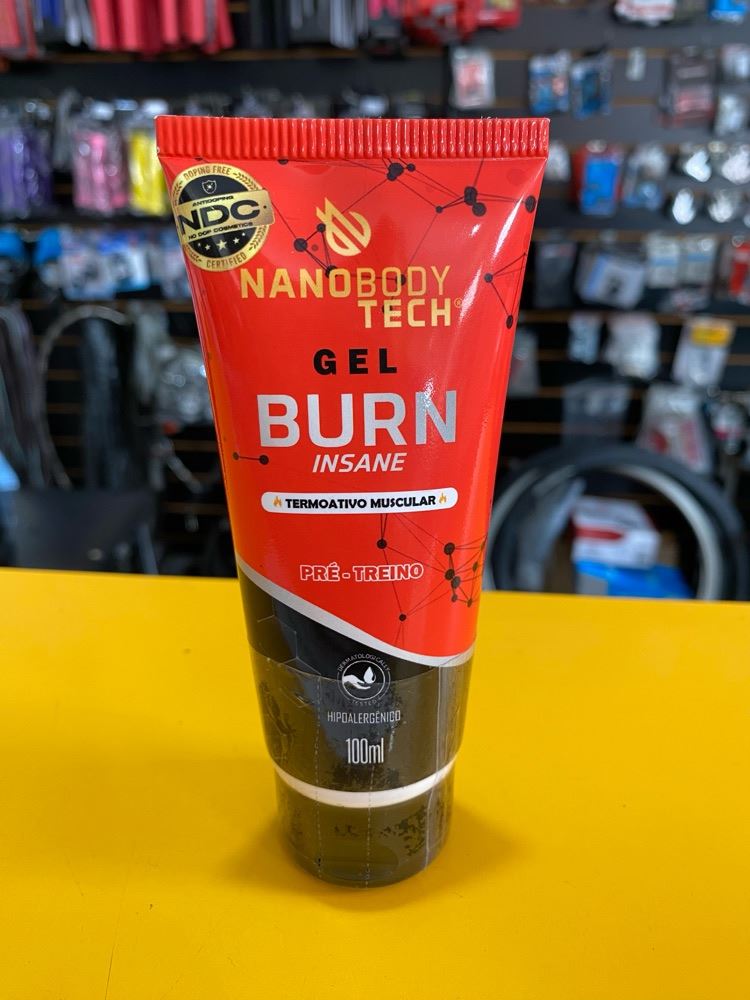 DOPING FREE
ANTIDOPING
NDC
NO DOP COSMETICS
CERTIFIED
NANOBODY
TECH®
GEL
BURN
INSANE
TERMOATIVO MUSCULAR
PRÉ - TREINO
DERMATOLOGICALLY
TESTED
HIPOALERGÊNICO
100ml